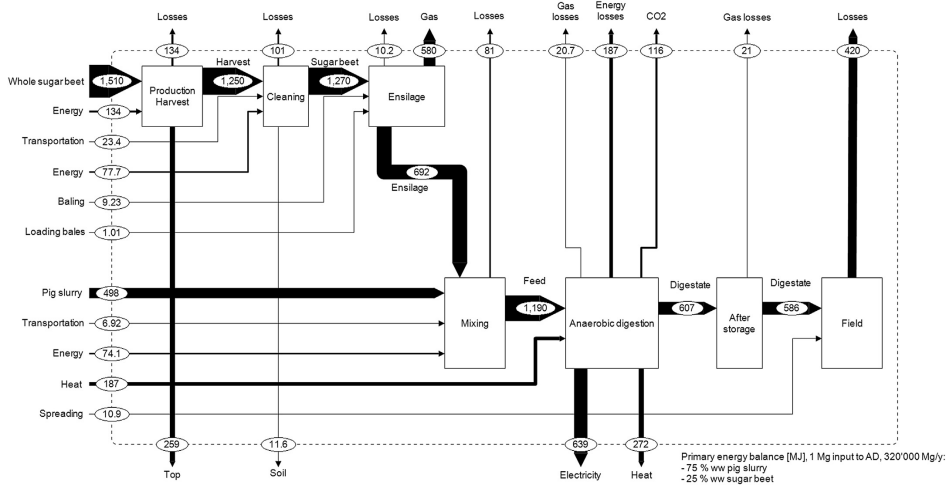 Losses
Losses
Losses
Gas
Losses
Gas
losses
Energy
losses
CO2
Gas losses
Losses
134
101
10.2
580
81
20.7
187
116
21
420
Whole sugar beet
1,510
Production
Harvest
Harvest
1,250
Cleaning
Sugar beet
1,270
Ensilage
Energy
134
Transportation
23.4
Energy
77.7
692
Ensilage
Baling
9.23
Loading bales
1.01
Pig slurry
498
Mixing
Feed
1,190
Anaerobic digestion
Digestate
607
After
storage
Digestate
586
Field
Transportation
6.92
Energy
74.1
Heat
187
Spreading
10.9
259
11.6
639
272
Top
Soil
Electricity
Heat
Primary energy balance [MJ], 1 Mg input to AD, 320'000 Mg/y:
- 75 % ww pig slurry
- 25 % ww sugar beet